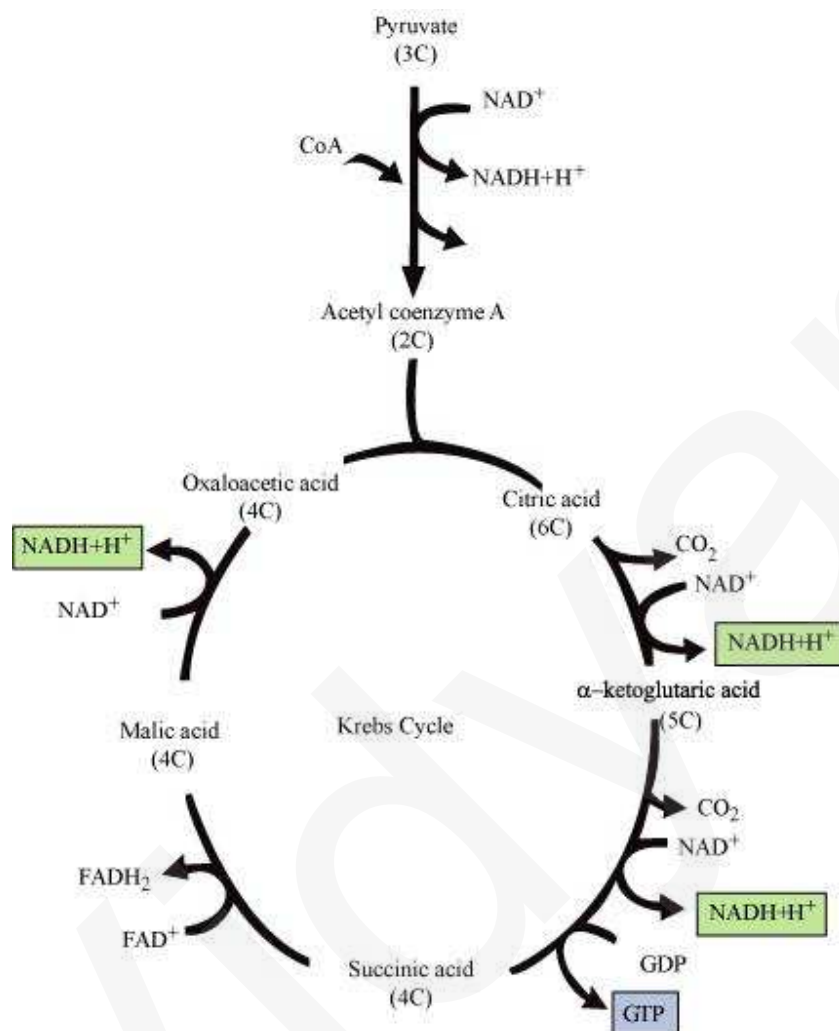 Pyruvate
(3C)
NAD⁺
CoA
NADH+H⁺
Acetyl coenzyme A
(2C)
Oxaloacetic acid
(4C)
Citric acid
(6C)
NADH+H⁺
CO₂
NAD⁺
NAD⁺
NADH+H⁺
α–ketoglutaric acid
(5C)
Malic acid
(4C)
Krebs Cycle
CO₂
NAD⁺
FADH₂
NADH+H⁺
FAD⁺
GDP
Succinic acid
(4C)
GTP